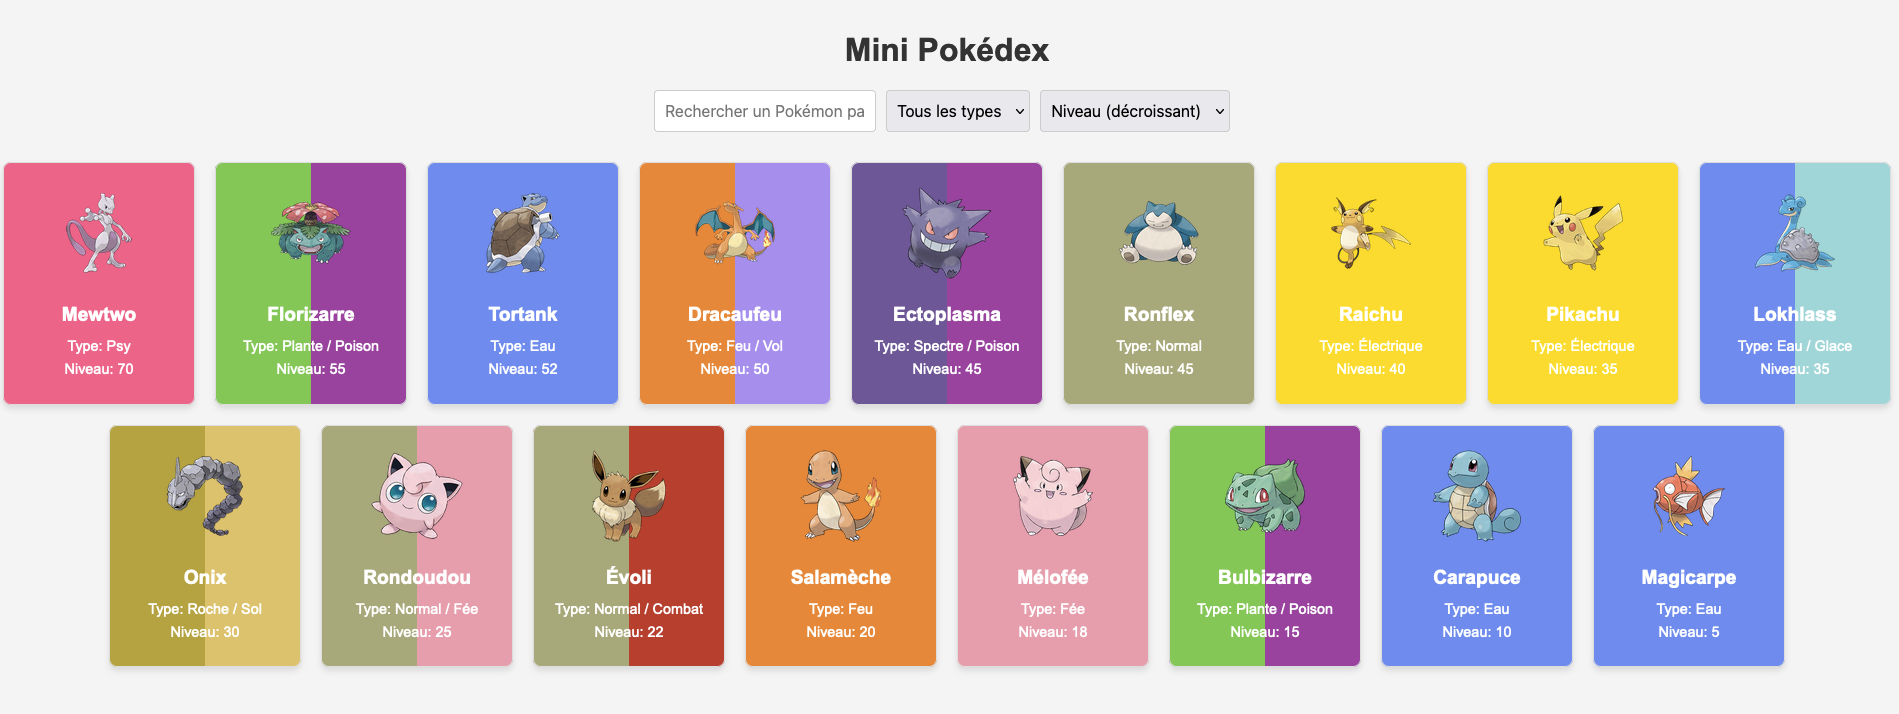 Mini Pokédex
Rechercher un Pokémon pa
Tous les types
Niveau (décroissant)
Mewtwo
Type: Psy
Niveau: 70
Florizarre
Type: Plante / Poison
Niveau: 55
Tortank
Type: Eau
Niveau: 52
Dracaufeu
Type: Feu / Vol
Niveau: 50
Ectoplasma
Type: Spectre / Poison
Niveau: 45
Ronflex
Type: Normal
Niveau: 45
Raichu
Type: Électrique
Niveau: 40
Pikachu
Type: Électrique
Niveau: 35
Lokhlass
Type: Eau / Glace
Niveau: 35
Onix
Type: Roche / Sol
Niveau: 30
Rondoudou
Type: Normal / Fée
Niveau: 25
Évoli
Type: Normal / Combat
Niveau: 22
Salamèche
Type: Feu
Niveau: 20
Mélofée
Type: Fée
Niveau: 18
Bulbizarre
Type: Plante / Poison
Niveau: 15
Carapuce
Type: Eau
Niveau: 10
Magicarpe
Type: Eau
Niveau: 5